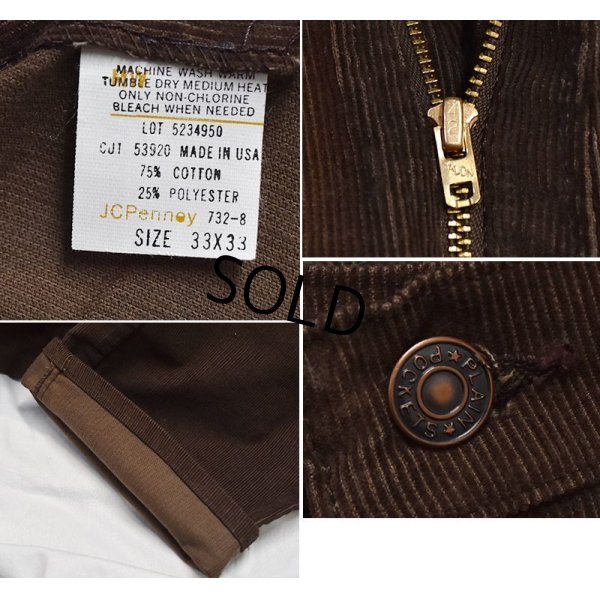 MACHINE WASH WARM
TUMBLE DRY MEDIUM HEAT
ONLY NON-CHLORINE
BLEACH WHEN NEEDED
LOT 5234950
CJT 53920 MADE IN USA
75% COTTON
25% POLYESTER
JCPenney 732-8
SIZE 33X33
TALON
SOLD
PLAIN★POCKETS★